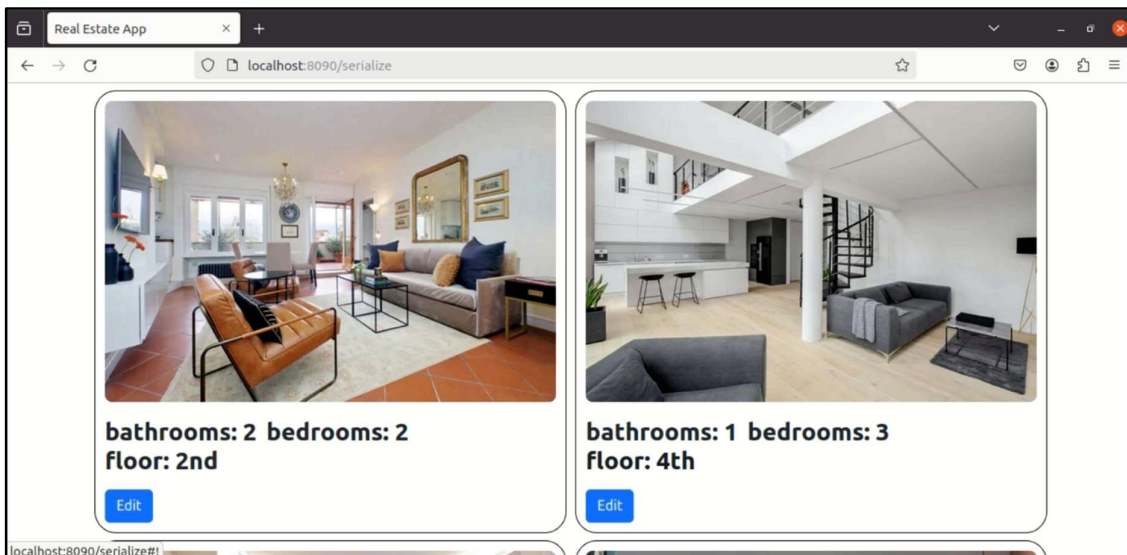 Real Estate App
localhost:8090/serialize
bathrooms: 2 bedrooms: 2
floor: 2nd
Edit
bathrooms: 1 bedrooms: 3
floor: 4th
Edit
localhost:8090/serialize#!